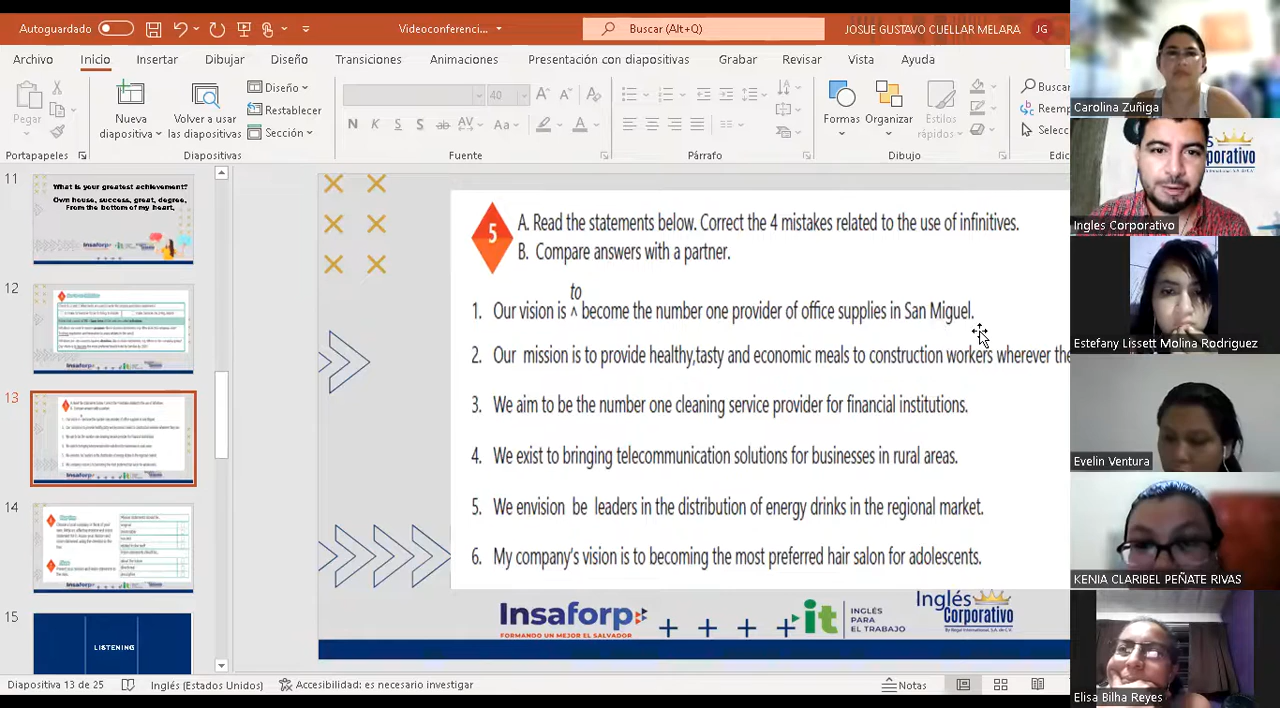 Autoguardado
Videoconferenci...
Buscar (Alt+Q)
JOSUE GUSTAVO CUELLAR MELARA
JG
Archivo
Inicio
Insertar
Dibujar
Diseño
Transiciones
Animaciones
Presentación con diapositivas
Grabar
Revisar
Vista
Ayuda
Pegar
Nueva diapositiva
Volver a usar las diapositivas
Diseño
Restablecer
Sección
40
N K S S AV Aa
Formas
Organizar
Estilos rápidos
Buscar
Portapapeles
Diapositivas
Fuente
Párrafo
Dibujo
11
What is your greatest achievement?
Own house, success, great, degree,
From the bottom of my heart,
12
13
14
15
LISTENING
5
A. Read the statements below. Correct the 4 mistakes related to the use of infinitives.
B. Compare answers with a partner.
to
1. Our vision is ^ become the number one provider of office supplies in San Miguel.
2. Our mission is to provide healthy,tasty and economic meals to construction workers wherever
3. We aim to be the number one cleaning service provider for financial institutions.
4. We exist to bringing telecommunication solutions for businesses in rural areas.
5. We envision be leaders in the distribution of energy drinks in the regional market.
6. My company's vision is to becoming the most preferred hair salon for adolescents.
Insaforp
FORMANDO UN MEJOR EL SALVADOR
it
INGLÉS
PARA
EL TRABAJO
Inglés
Corporativo
Diapositiva 13 de 25
Inglés (Estados Unidos)
Accesibilidad: es necesario investigar
Notas
Carolina Zuñiga
Ingles Corporativo
Estefany Lissett Molina Rodriguez
Evelin Ventura
KENIA CLARIBEL PEÑATE RIVAS
Elisa Bilha Reyes